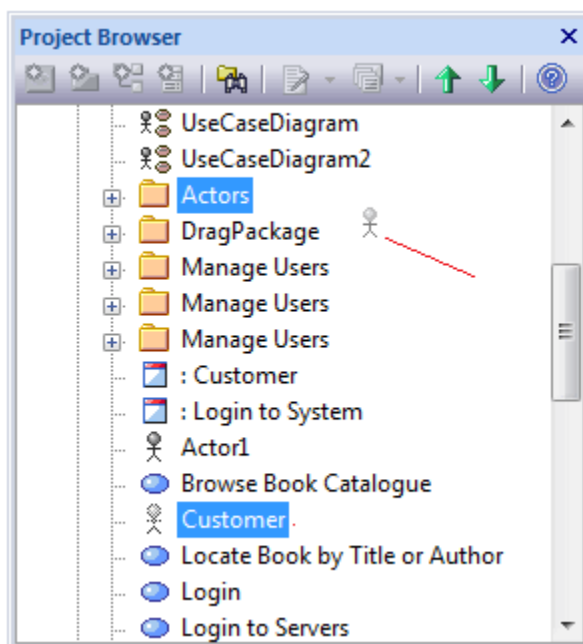 Project Browser
UseCaseDiagram
UseCaseDiagram2
Actors
DragPackage
Manage Users
Manage Users
Manage Users
: Customer
: Login to System
Actor1
Browse Book Catalogue
Customer
Locate Book by Title or Author
Login
Login to Servers